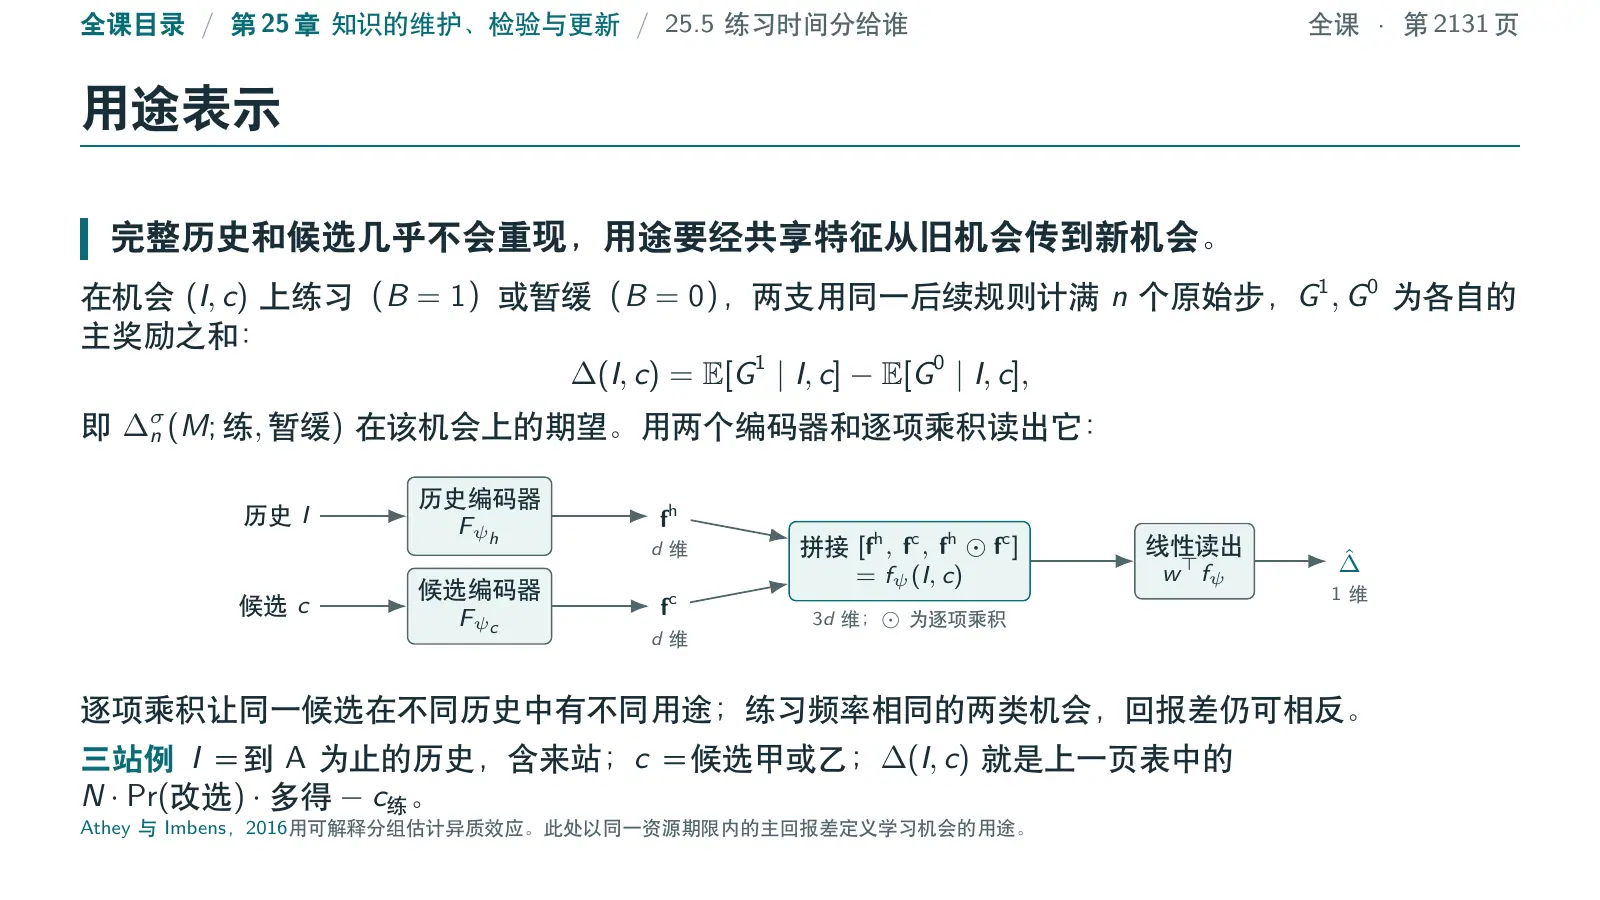 全课目录 / 第 25 章 知识的维护、检验与更新 / 25.5 练习时间分给谁
全课 · 第 2131 页
用途表示
完整历史和候选几乎不会重现，用途要经共享特征从旧机会传到新机会。
在机会 (I, c) 上练习（B = 1）或暂缓（B = 0），两支用同一后续规则计满 n 个原始步，G¹, G⁰ 为各自的
主奖励之和：
Δ(I, c) = 𝔼[G¹ | I, c] − 𝔼[G⁰ | I, c],
即 Δₙ^σ(M; 练, 暂缓) 在该机会上的期望。用两个编码器和逐项乘积读出它：
历史 I
历史编码器
F_{ψ_h}
f^h
d 维
候选 c
候选编码器
F_{ψ_c}
f^c
d 维
拼接 [f^h, f^c, f^h ⊙ f^c]
= f_ψ(I, c)
3d 维；⊙ 为逐项乘积
线性读出
w^⊤ f_ψ
Δ̂
1 维
逐项乘积让同一候选在不同历史中有不同用途；练习频率相同的两类机会，回报差仍可相反。
三站例 I =到 A 为止的历史，含来站；c =候选甲或乙；Δ(I, c) 就是上一页表中的
N · Pr(改选) · 多得 − c_练。
Athey 与 Imbens，2016用可解释分组估计异质效应。此处以同一资源期限内的主回报差定义学习机会的用途。